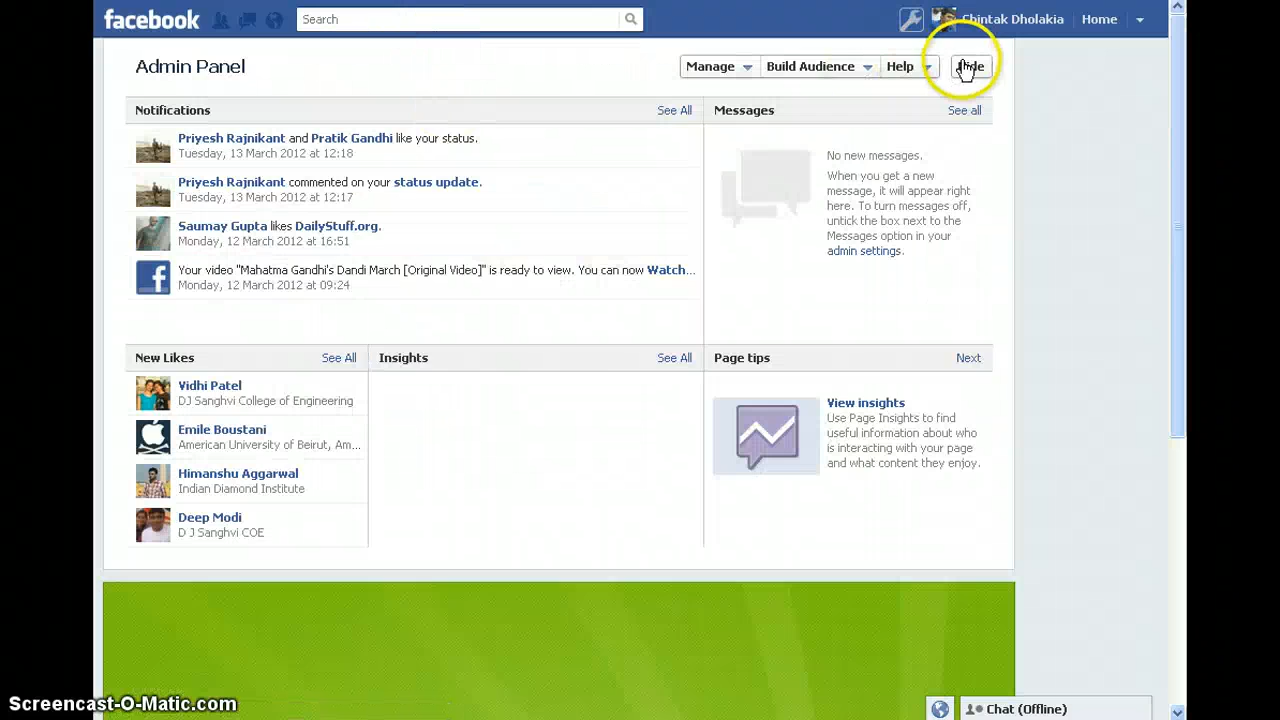 facebook
Search
Chintak Dholakia
Home
Admin Panel
Manage
Build Audience
Help
Notifications
See All
Messages
See all
Priyesh Rajnikant and Pratik Gandhi like your status.
Tuesday, 13 March 2012 at 12:18
Priyesh Rajnikant commented on your status update.
Tuesday, 13 March 2012 at 12:17
Saumay Gupta likes DailyStuff.org.
Monday, 12 March 2012 at 16:51
Your video "Mahatma Gandhi's Dandi March [Original Video]" is ready to view. You can now Watch...
Monday, 12 March 2012 at 09:24
No new messages.
When you get a new
message, it will appear right
here. To turn messages off,
untick the box next to the
Messages option in your
admin settings.
New Likes
See All
Insights
See All
Page tips
Next
Vidhi Patel
DJ Sanghvi College of Engineering
Emile Boustani
American University of Beirut, Am...
Himanshu Aggarwal
Indian Diamond Institute
Deep Modi
D J Sanghvi COE
View insights
Use Page Insights to find
useful information about who
is interacting with your page
and what content they enjoy.
Screencast-O-Matic.com
Chat (Offline)